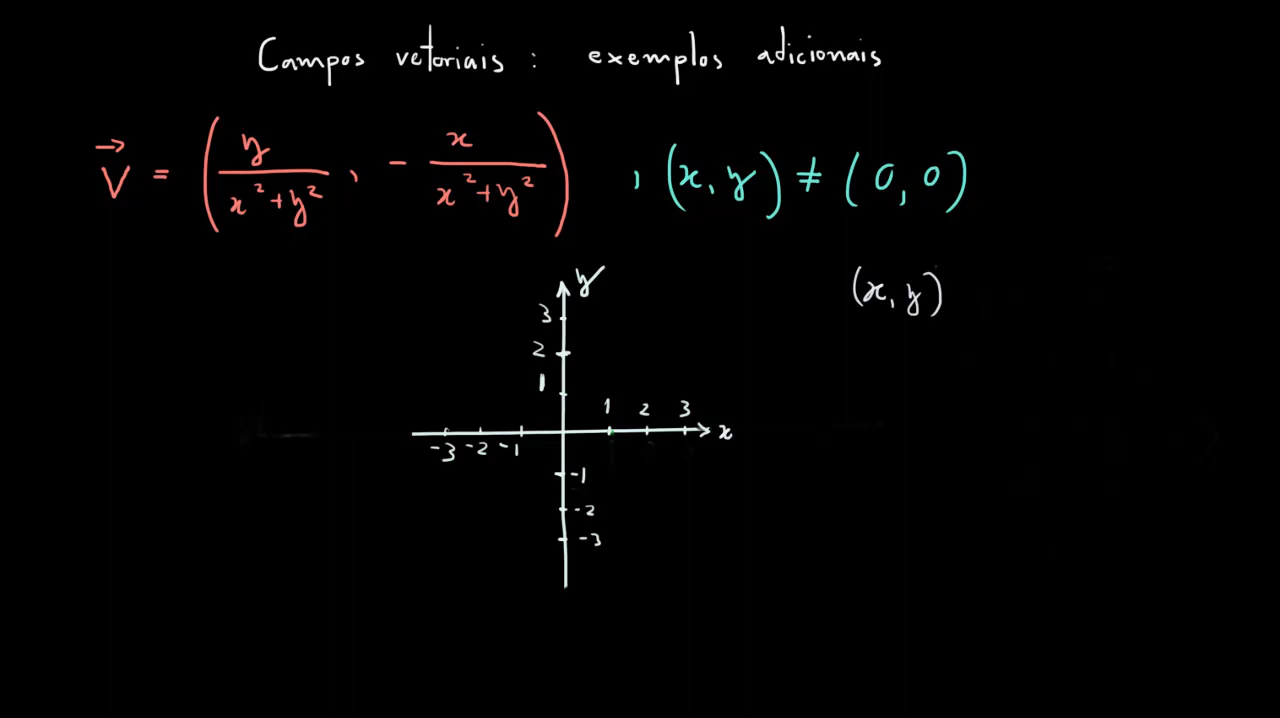 Campos vetoriais : exemplos adicionais
V⃗ = ( y / (x² + y²) , - x / (x² + y²) ) , (x, y) ≠ (0, 0)
y
(x, y)
3
2
1
1 2 3
x
-3 -2 -1
-1
-2
-3